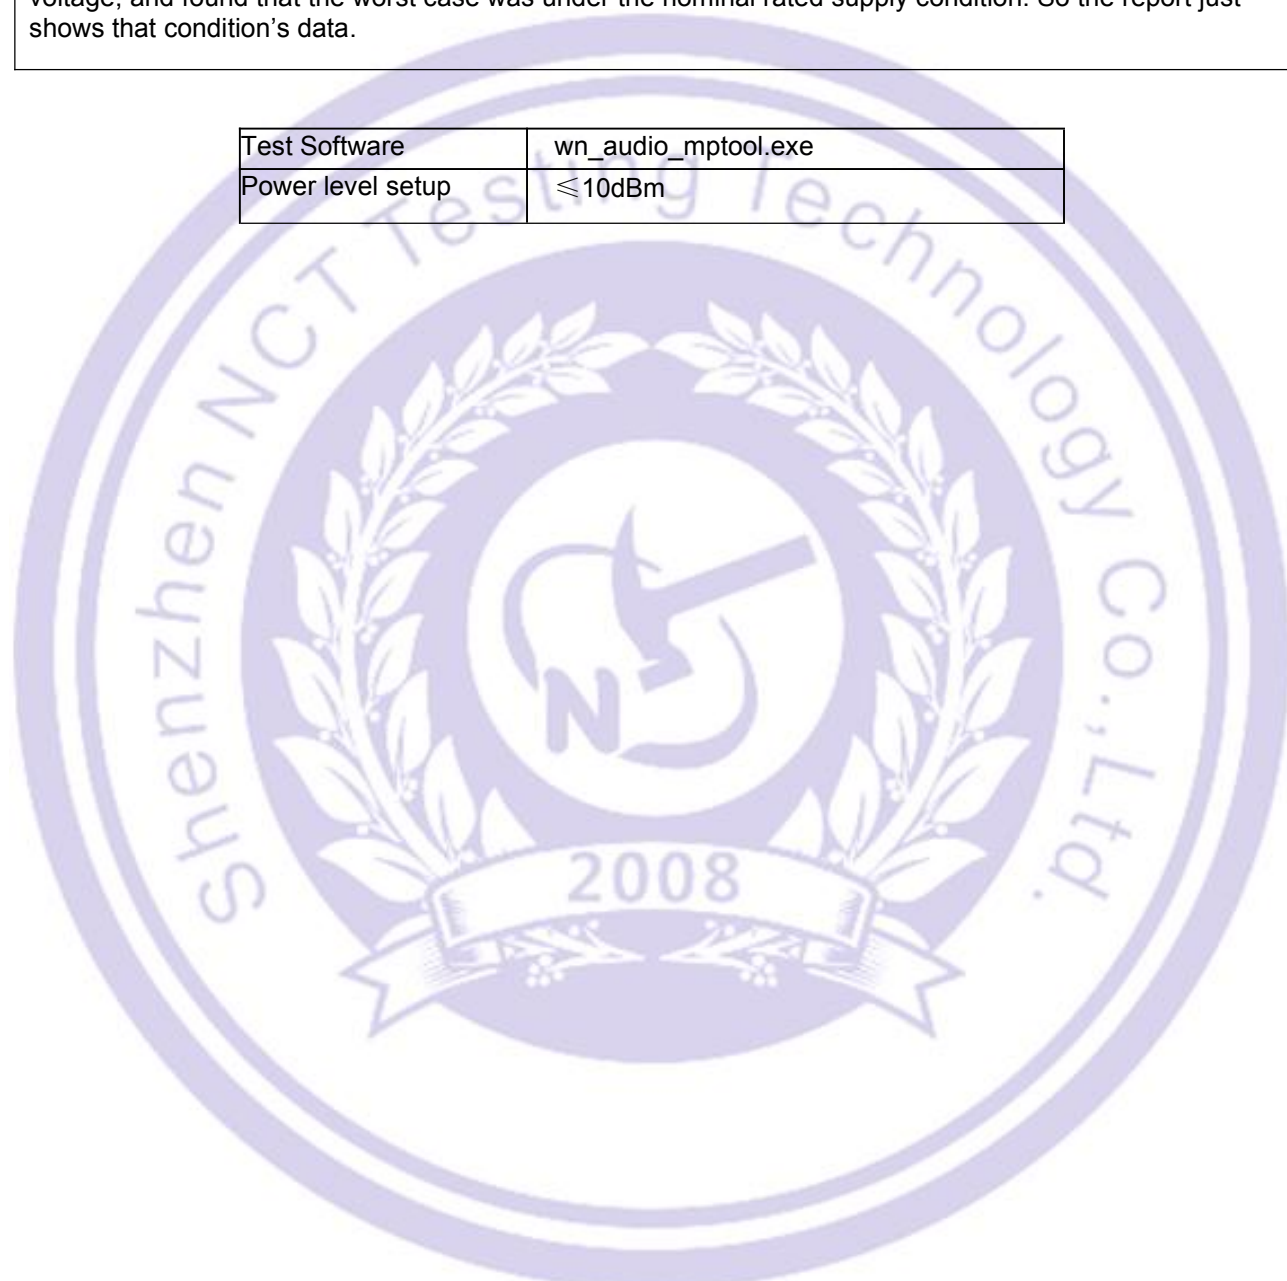 voltage, and found that the worst case was under the nominal rated supply condition. So the report just
shows that condition's data.
Test Software wn_audio_mptool.exe
Power level setup ≤10dBm
Shenzhen NCT Testing Technology Co., Ltd.
N
2008